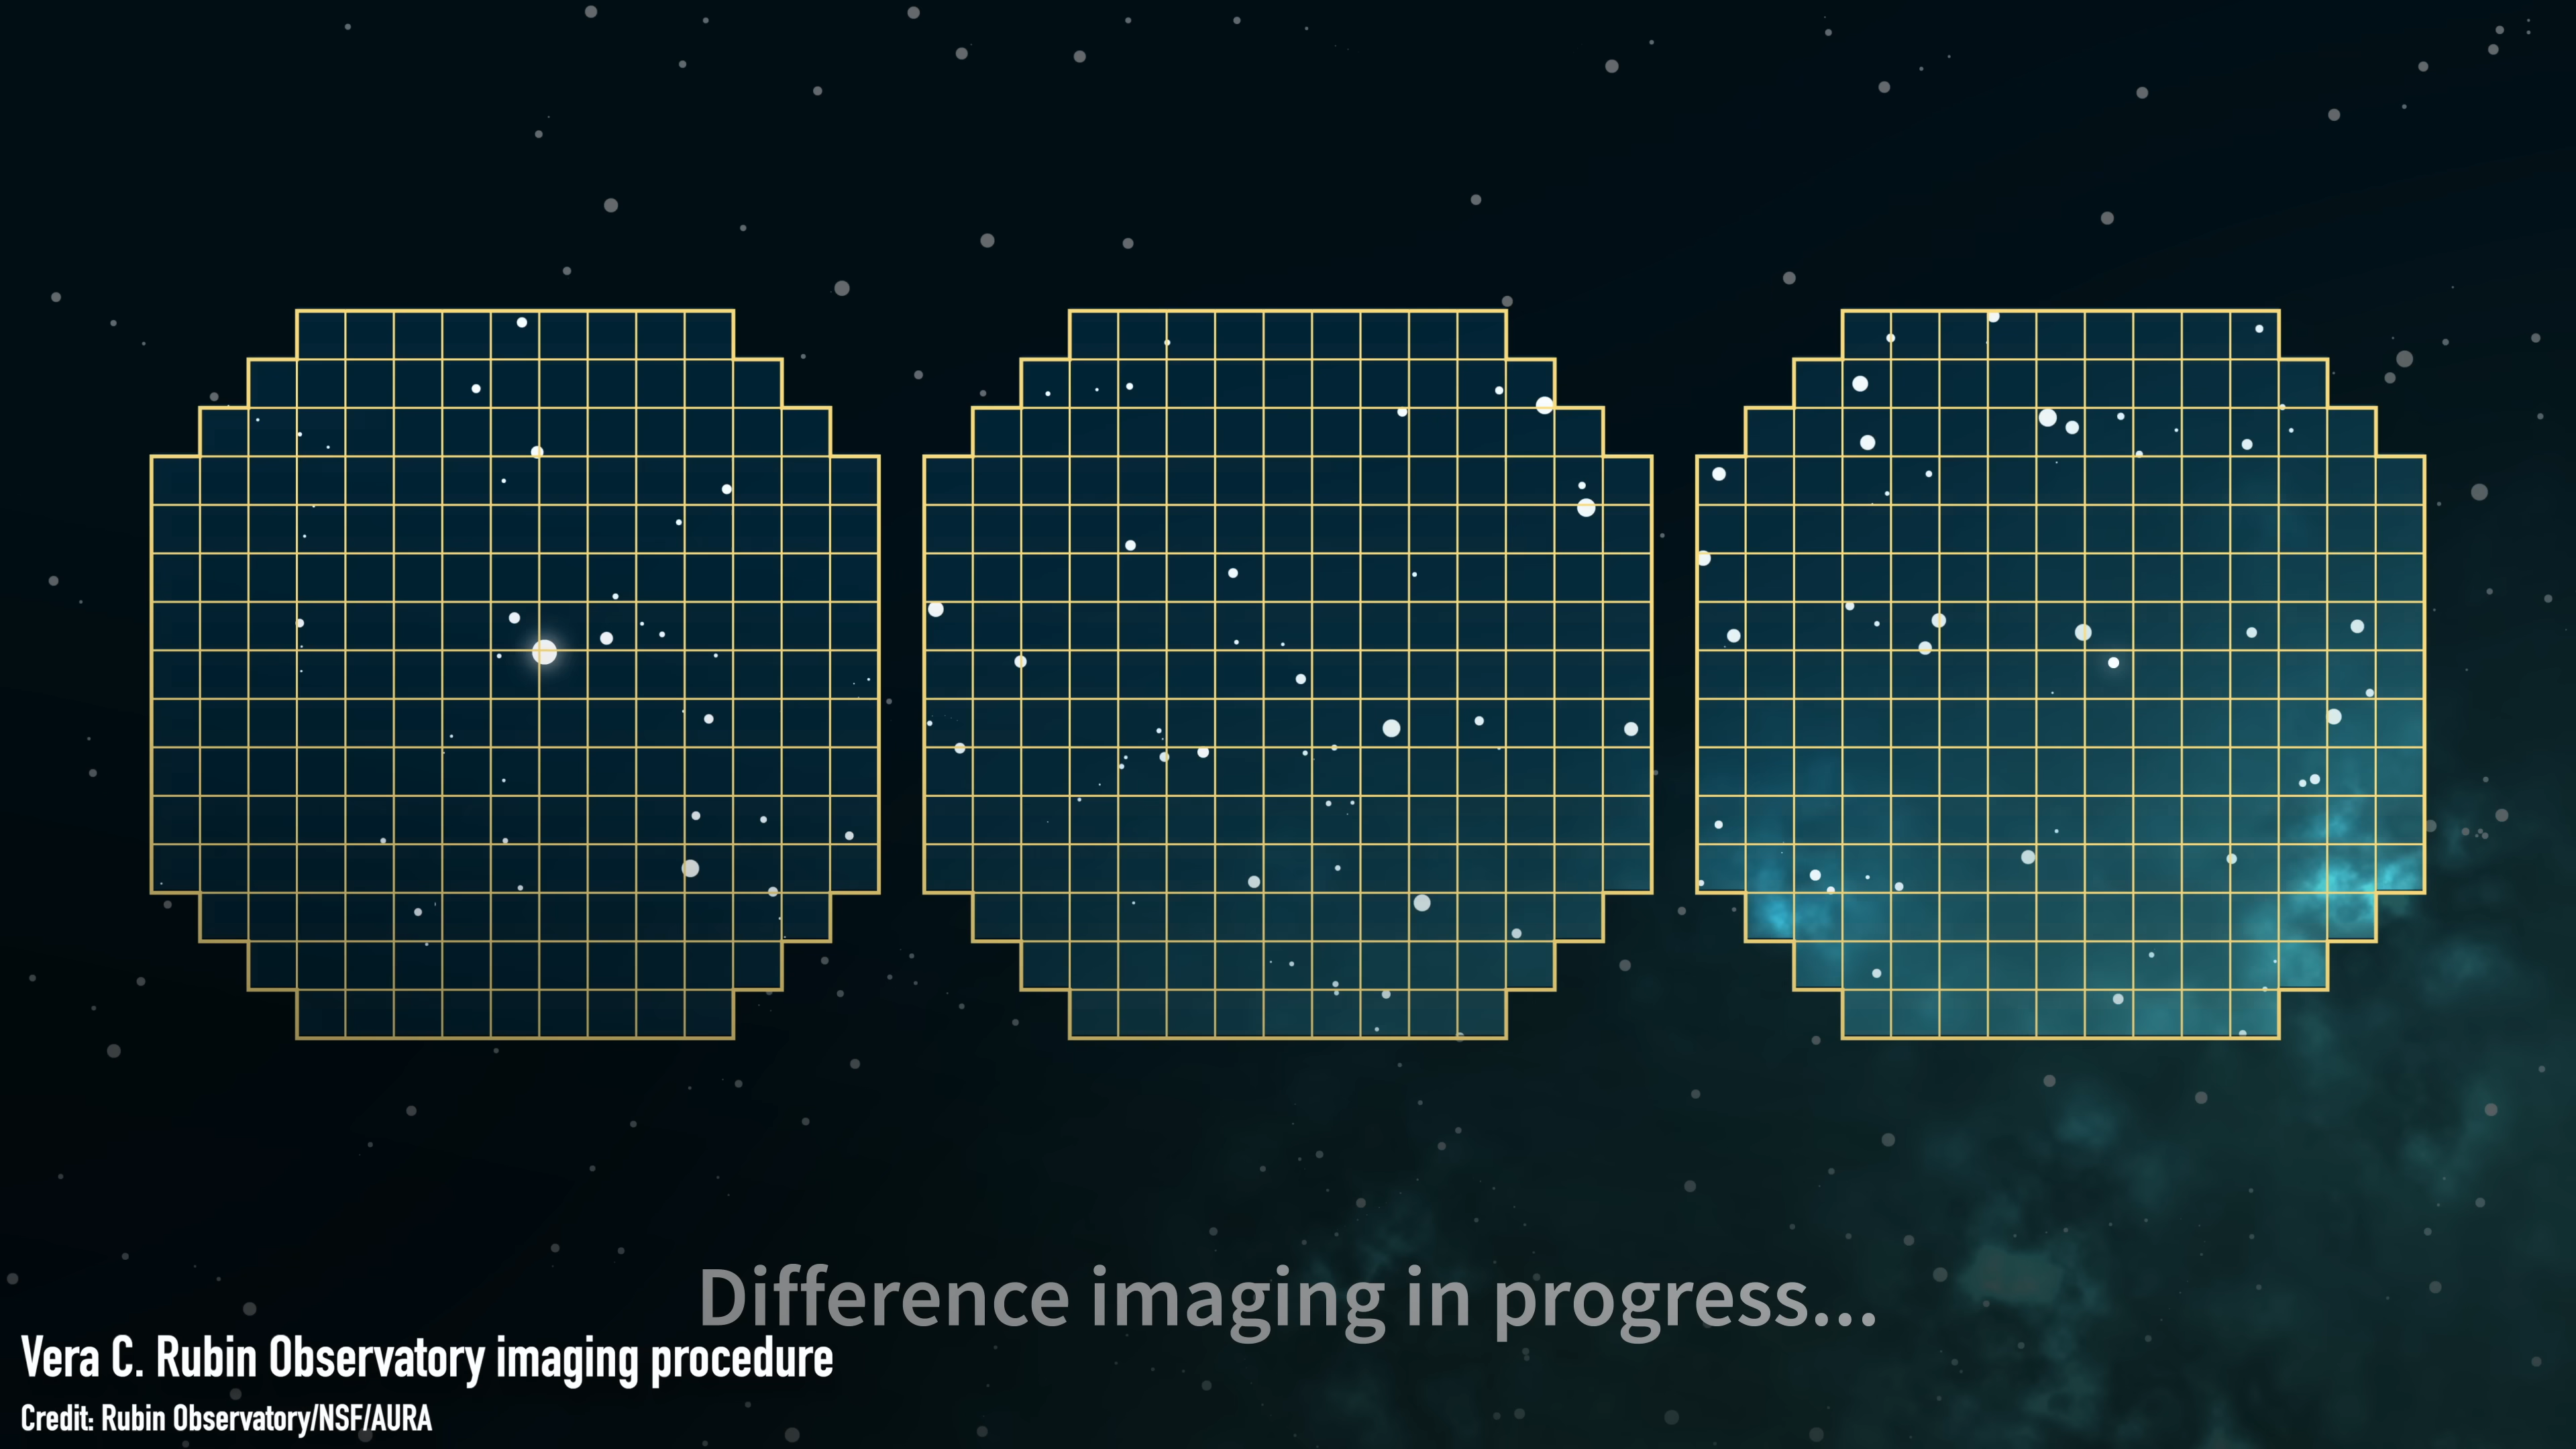 Difference imaging in progress...
Vera C. Rubin Observatory imaging procedure
Credit: Rubin Observatory/NSF/AURA